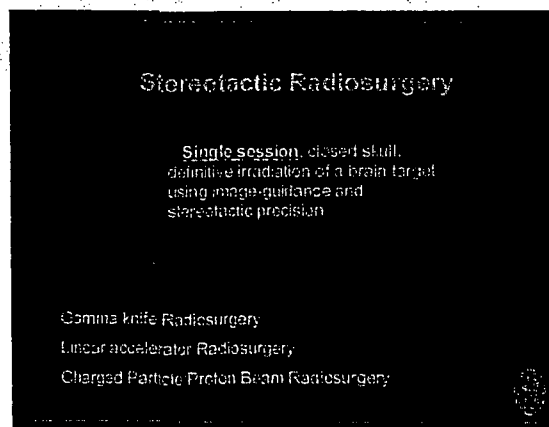 Stereotactic Radiosurgery
Single session, closed skull,
definitive irradiation of a brain target
using image-guidance and
stereotactic precision
Gamma knife Radiosurgery
Linear accelerator Radiosurgery
Charged Particle/Proton Beam Radiosurgery